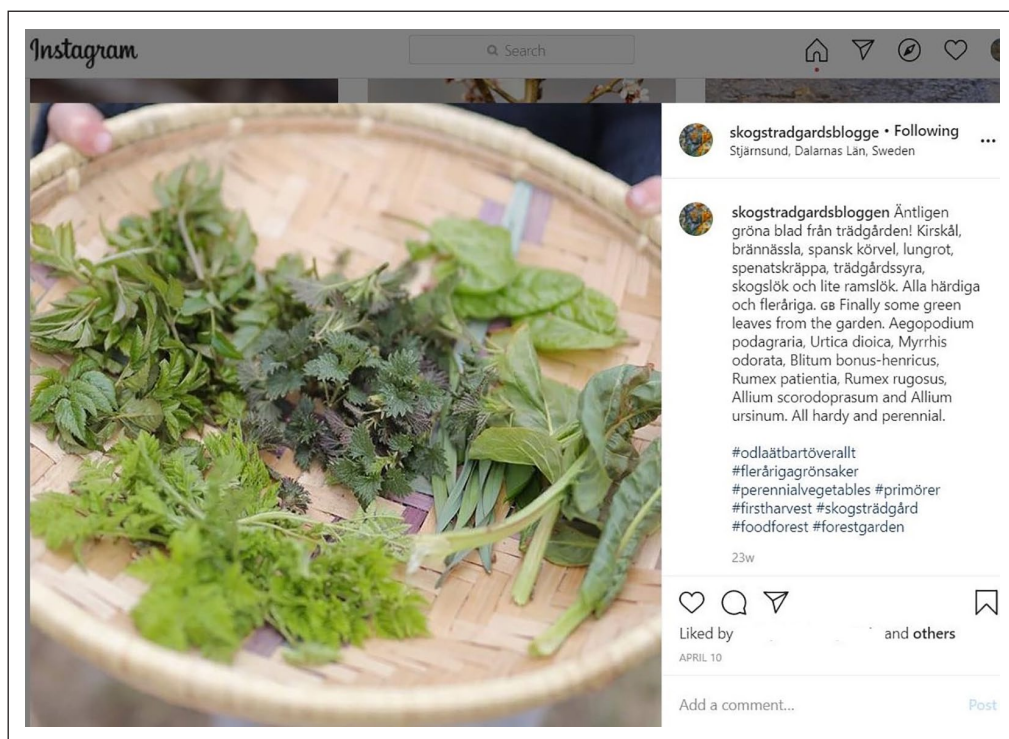 Instagram
Search
skogstradgardsblogge • Following
Stjärnsund, Dalarnas Län, Sweden
skogstradgardsbloggen Äntligen
gröna blad från trädgården! Kirskål,
brännässla, spansk körvel, lungrot,
spenatskräppa, trädgårdssyra,
skogslök och lite ramslök. Alla härdiga
och fleråriga. GB Finally some green
leaves from the garden. Aegopodium
podagraria, Urtica dioica, Myrrhis
odorata, Blitum bonus-henricus,
Rumex patientia, Rumex rugosus,
Allium scorodoprasum and Allium
ursinum. All hardy and perennial.
#odlaätbartöverallt
#flerårigagrönsaker
#perennialvegetables #primörer
#firstharvest #skogsträdgård
#foodforest #forestgarden
23w
Liked by and others
APRIL 10
Add a comment...
Post